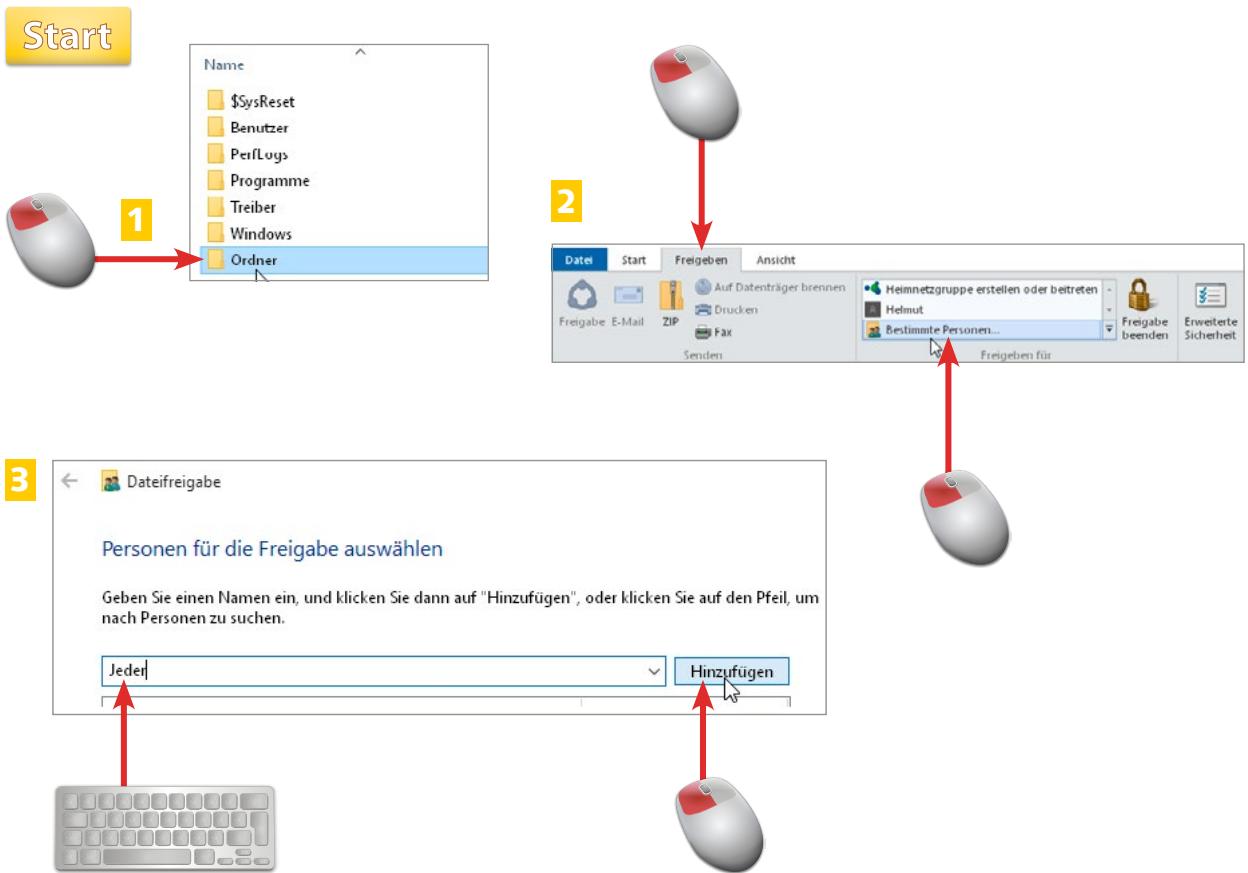 Start
Name
$SysReset
Benutzer
PerfLogs
Programme
Treiber
Windows
Ordner
1
2
Datei Start Freigeben Ansicht
Freigabe E-Mail ZIP
Auf Datenträger brennen
Drucken
Fax
Senden
Heimnetzgruppe erstellen oder beitreten
Helmut
Bestimmte Personen...
Freigeben für
Freigabe
beenden
Erweiterte
Sicherheit
3
Dateifreigabe
Personen für die Freigabe auswählen
Geben Sie einen Namen ein, und klicken Sie dann auf "Hinzufügen", oder klicken Sie auf den Pfeil, um
nach Personen zu suchen.
Jeder Hinzufügen